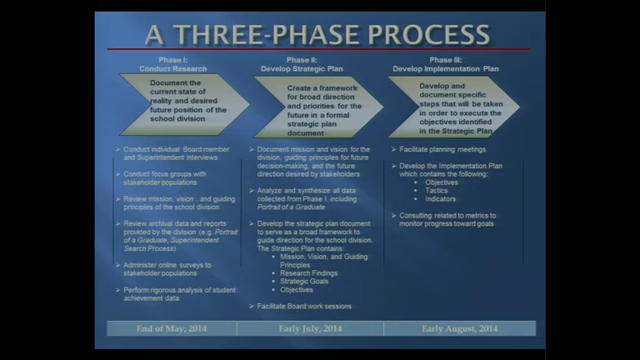 A THREE-PHASE PROCESS
Phase I:
Conduct Research
Document the
current state of
reality and desired
future position of the
school division
Conduct individual Board member
and Superintendent interviews
Conduct focus groups with
stakeholder populations
Review mission, vision , and guiding
principles of the school division
Review archival data and reports
provided by the division (e.g. Portrait
of a Graduate, Superintendent
Search Process)
Administer online surveys to
stakeholder populations
Perform rigorous analysis of student
achievement data
End of May, 2014
Phase II:
Develop Strategic Plan
Create a framework
for broad direction
and priorities for the
future in a formal
strategic plan
document
Document mission and vision for the
division, guiding principles for future
decision-making, and the future
direction desired by stakeholders
Analyze and synthesize all data
collected from Phase I, including
Portrait of a Graduate
Develop the strategic plan document
to serve as a broad framework to
guide direction for the school division.
The Strategic Plan contains:
• Mission, Vision, and Guiding
Principles
• Research Findings
• Strategic Goals
• Objectives
Facilitate Board work sessions
Early July, 2014
Phase III:
Develop Implementation Plan
Develop and
document specific
steps that will be taken
in order to execute the
objectives identified
in the Strategic Plan
Facilitate planning meetings
Develop the Implementation Plan
which contains the following:
• Objectives
• Tactics
• Indicators
Consulting related to metrics to
monitor progress toward goals
Early August, 2014